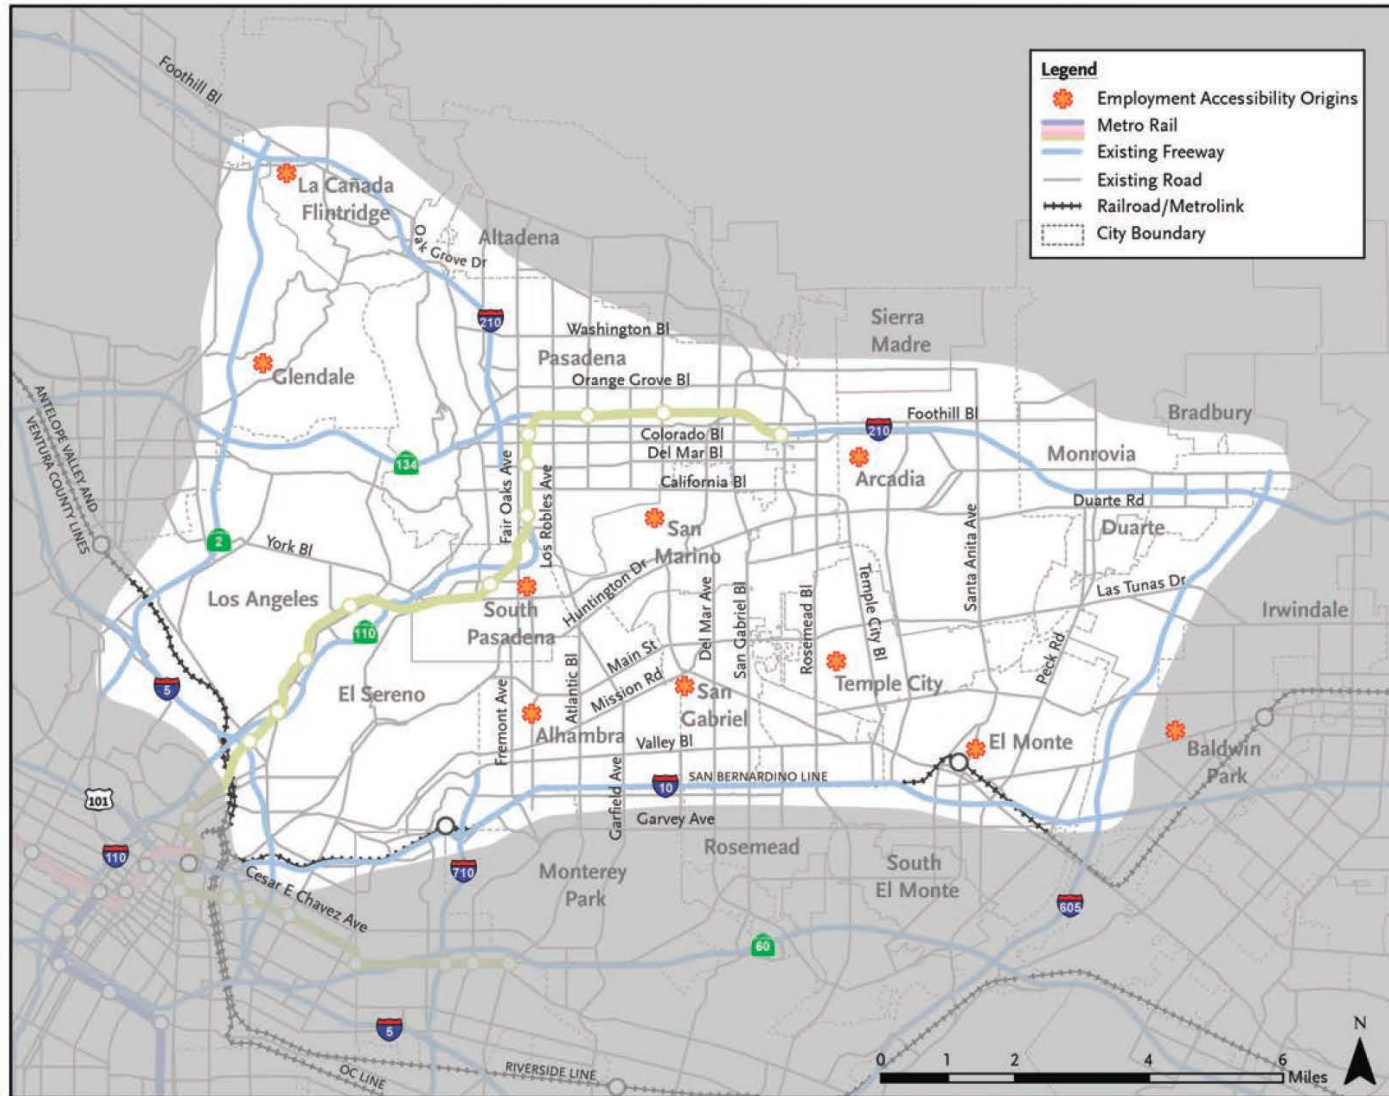 Legend
Employment Accessibility Origins
Metro Rail
Existing Freeway
Existing Road
Railroad/Metrolink
City Boundary
Foothill Bl
La Cañada
Flintridge
Oak Grove Dr
Altadena
210
Washington Bl
Sierra
Madre
Pasadena
Glendale
Orange Grove Bl
ANTELOPE VALLEY AND
VENTURA COUNTY LINES
Foothill Bl
Bradbury
210
Colorado Bl
Del Mar Bl
134
Monrovia
Arcadia
California Bl
Fair Oaks Ave
Los Robles Ave
Duarte Rd
Duarte
San
Marino
2
York Bl
Santa Anita Ave
Huntington Dr
Del Mar Ave
San Gabriel Bl
Rosemead Bl
Temple City Bl
Las Tunas Dr
Los Angeles
South
Pasadena
Irwindale
110
Main St
Peck Rd
5
El Sereno
Mission Rd
Temple City
San
Gabriel
Fremont Ave
Atlantic Bl
Alhambra
Valley Bl
El Monte
Baldwin
Park
SAN BERNARDINO LINE
10
101
Garfield Ave
Garvey Ave
Rosemead
110
Cesar E Chavez Ave
710
Monterey
Park
South
El Monte
605
60
5
RIVERSIDE LINE
OC LINE
0 1 2 4 6
Miles
N